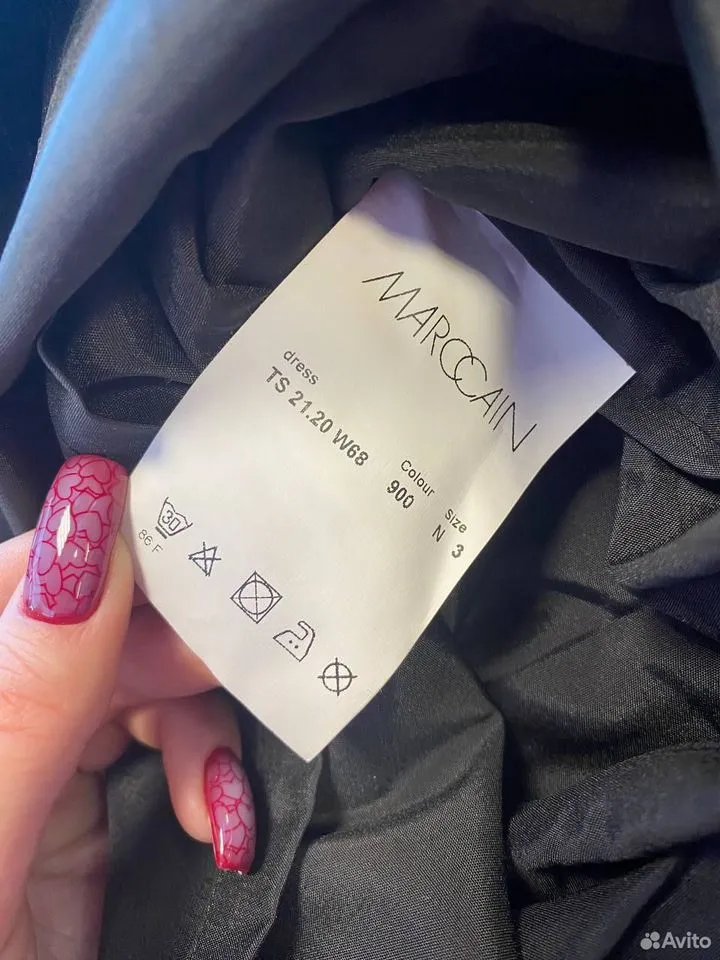 MARCCAIN
dress
TS 21.20 W68
Colour
900
Size
N 3
30
86 F
Avito